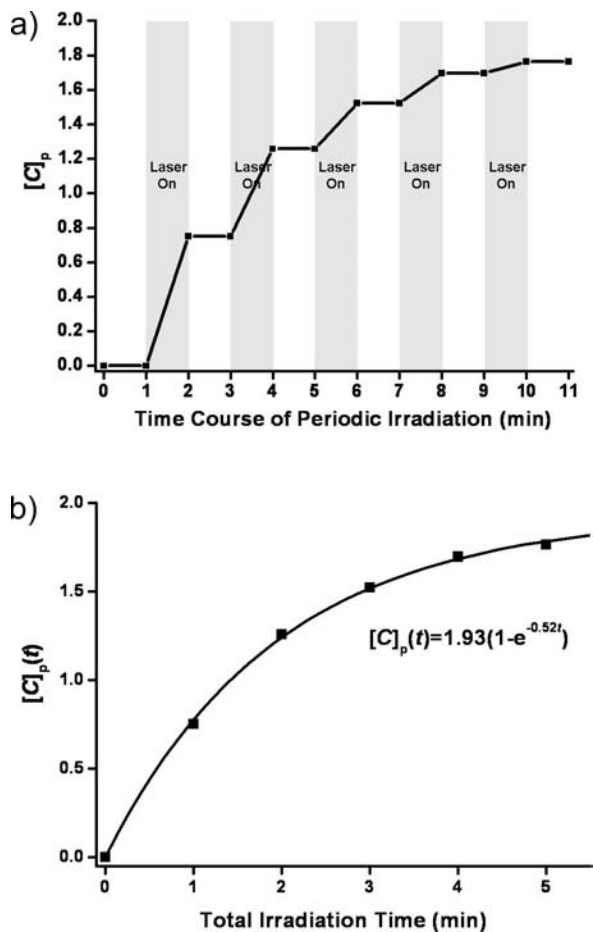 a)
2.0
1.8
1.6
1.4
1.2
1.0
0.8
0.6
0.4
0.2
0.0
[C]p
Laser On
Laser On
Laser On
Laser On
Laser On
0 1 2 3 4 5 6 7 8 9 10 11
Time Course of Periodic Irradiation (min)
b)
2.0
1.5
1.0
0.5
0.0
[C]p(t)
[C]p(t)=1.93(1-e^-0.52t)
0 1 2 3 4 5
Total Irradiation Time (min)